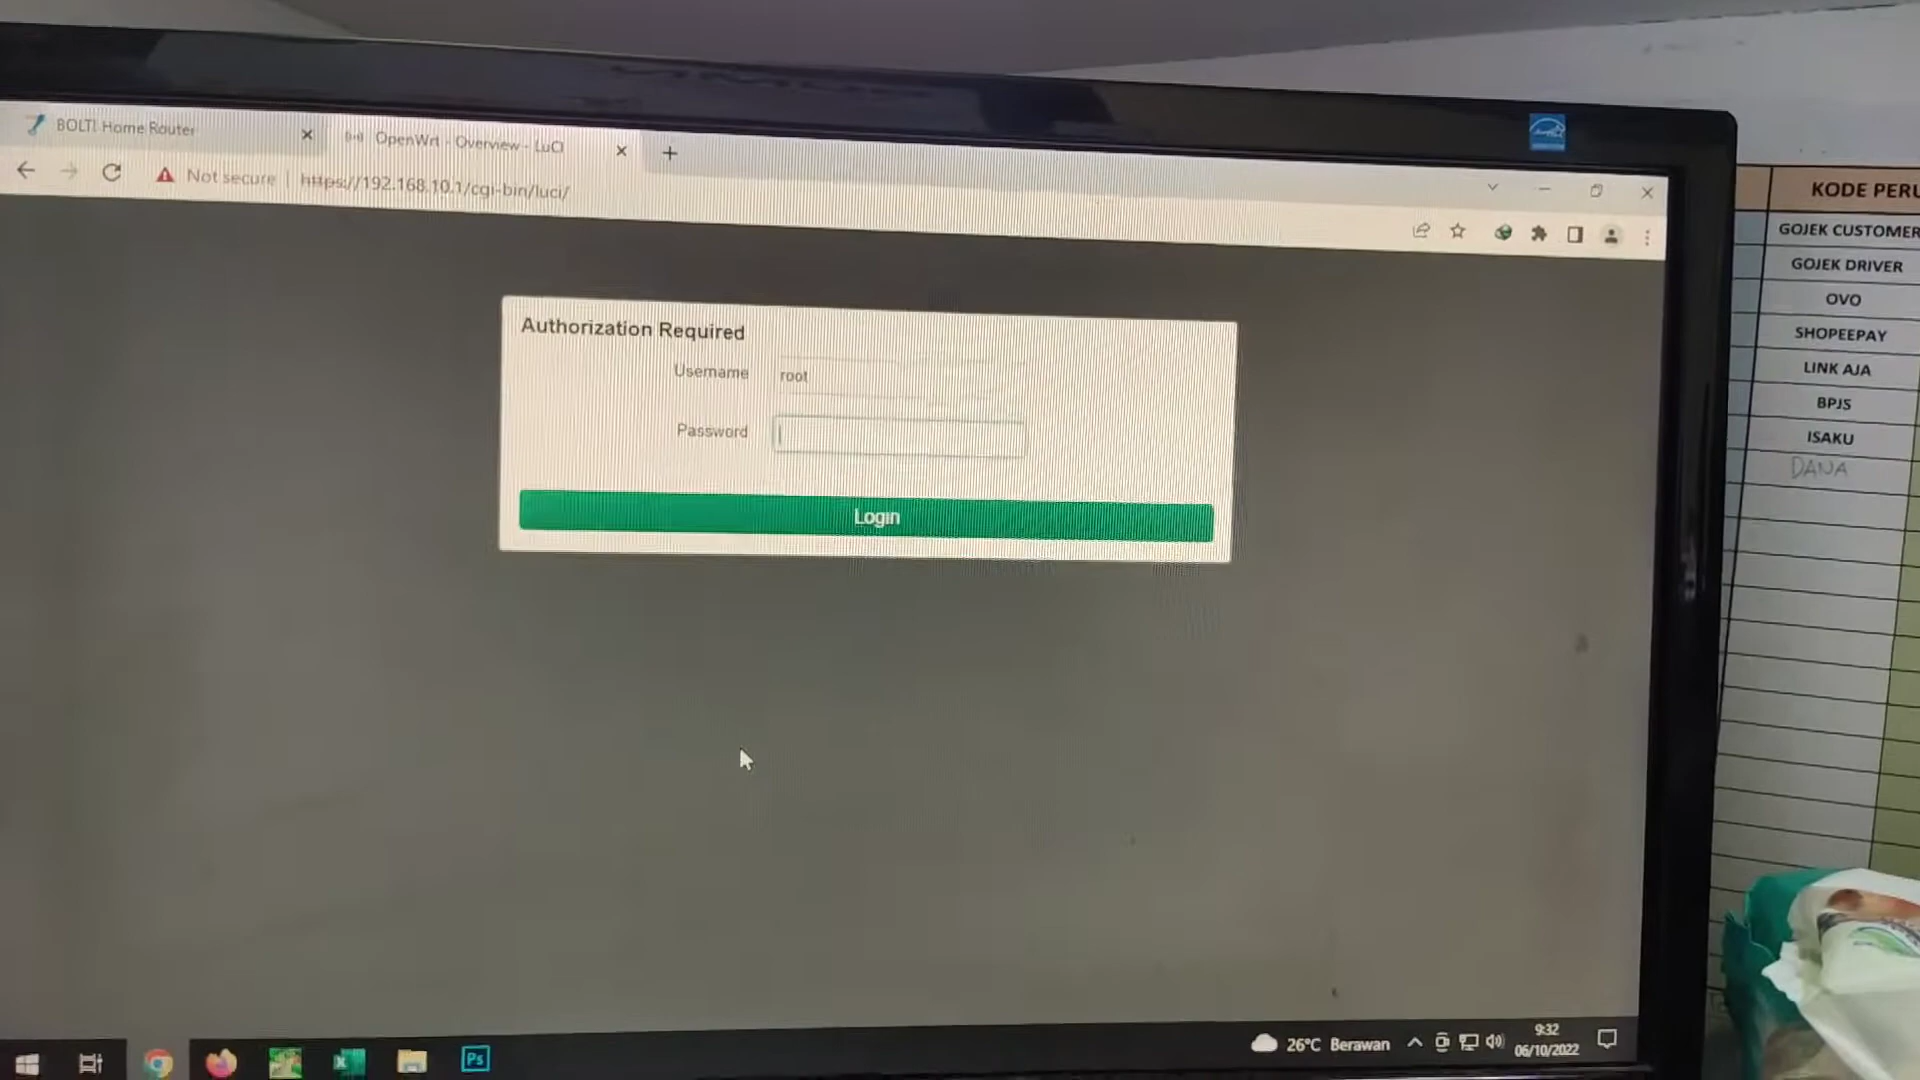 BOLT! Home Router
OpenWrt - Overview - LuCI
Not secure
https://192.168.10.1/cgi-bin/luci/
Authorization Required
Username
root
Password
Login
26°C Berawan
9:32
06/10/2022
Ps
KODE PERU
GOJEK CUSTOMER
GOJEK DRIVER
OVO
SHOPEEPAY
LINK AJA
BPJS
ISAKU
DANA